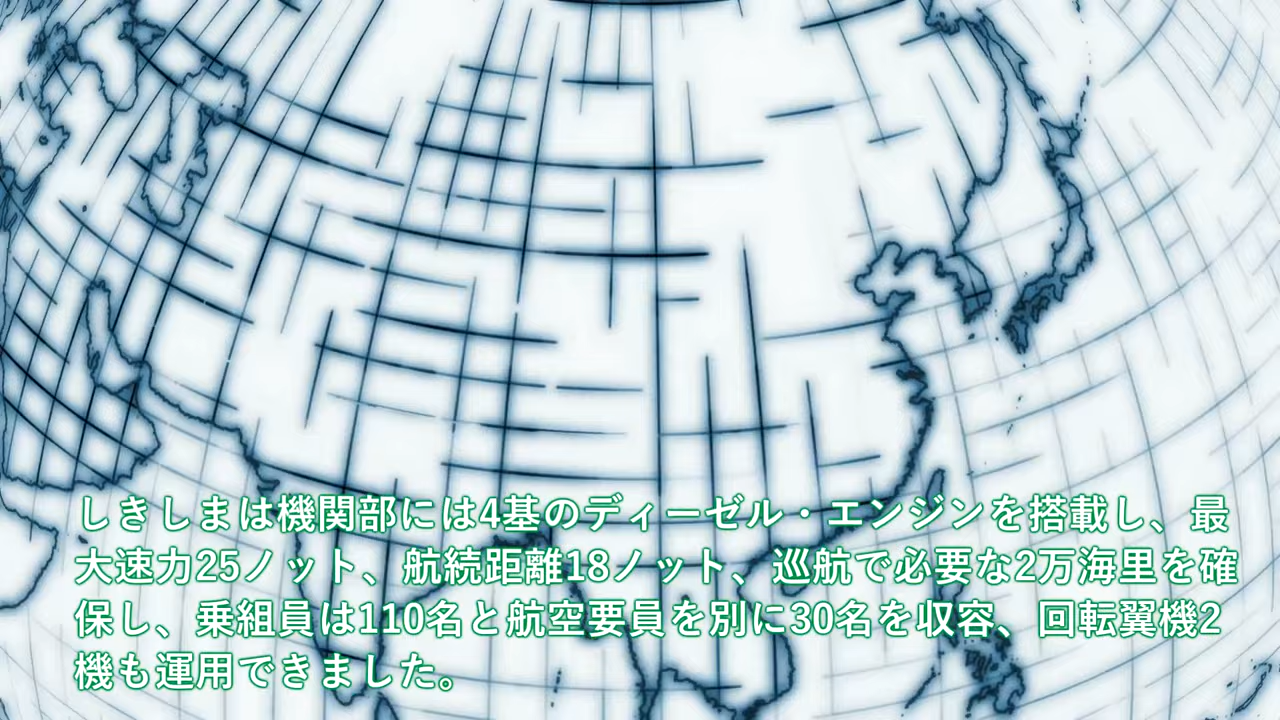 しきしまは機関部には4基のディーゼル・エンジンを搭載し、最
大速力25ノット、航続距離18ノット、巡航で必要な2万海里を確
保し、乗組員は110名と航空要員を別に30名を収容、回転翼機2
機も運用できました。